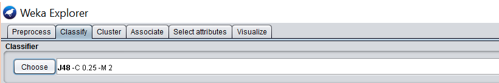 Weka Explorer
Preprocess Classify Cluster Associate Select attributes Visualize
Classifier
Choose J48 -C 0.25 -M 2